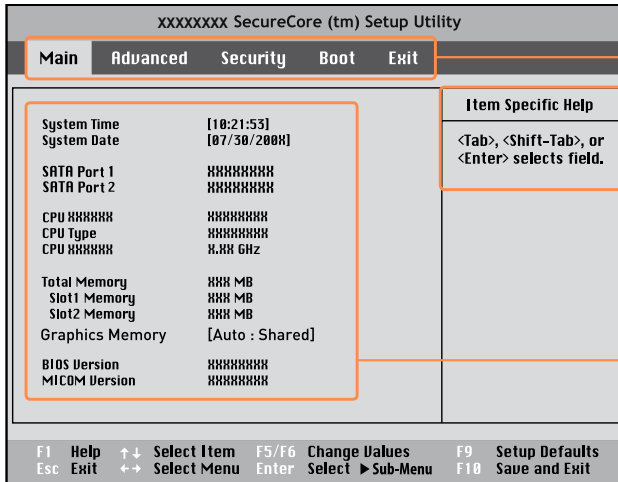 XXXXXXXX SecureCore (tm) Setup Utility
Main Advanced Security Boot Exit
Item Specific Help
<Tab>, <Shift-Tab>, or
<Enter> selects field.
System Time [10:21:53]
System Date [07/30/200X]
SATA Port 1 XXXXXXXX
SATA Port 2 XXXXXXXX
CPU XXXXXX XXXXXXXX
CPU Type XXXXXXXX
CPU XXXXXX X.XX GHz
Total Memory XXX MB
Slot1 Memory XXX MB
Slot2 Memory XXX MB
Graphics Memory [Auto : Shared]
BIOS Version XXXXXXXX
MICOM Version XXXXXXXX
F1 Help ↑↓ Select Item F5/F6 Change Values F9 Setup Defaults
Esc Exit ←→ Select Menu Enter Select ▶Sub-Menu F10 Save and Exit